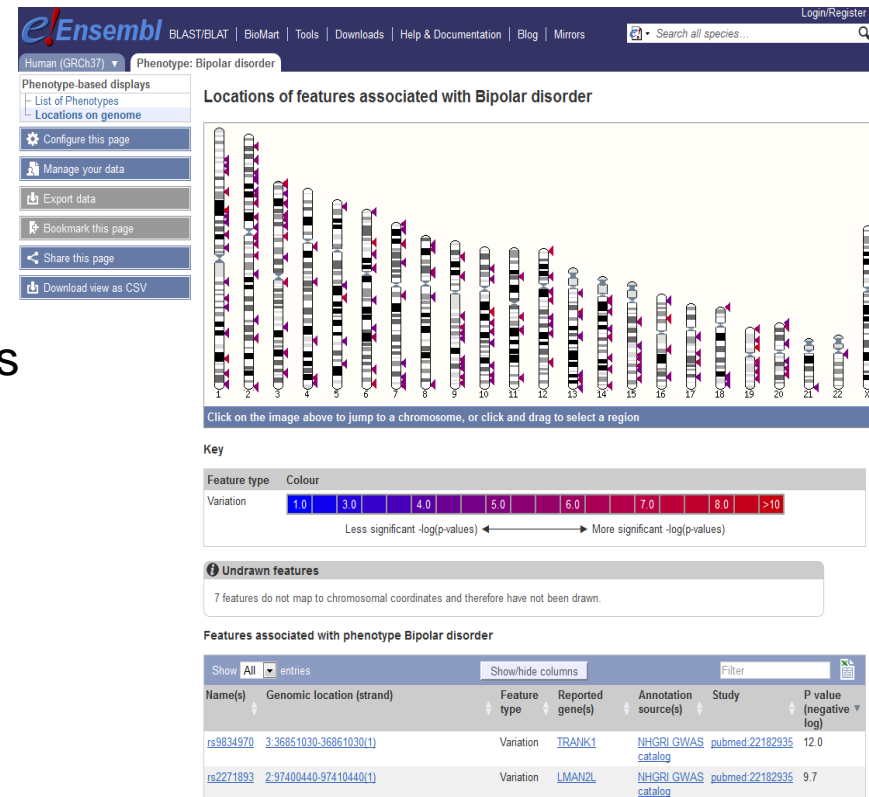 Login/Register
e!Ensembl BLAST/BLAT | BioMart | Tools | Downloads | Help & Documentation | Blog | Mirrors
Search all species...
Human (GRCh37) ▼ Phenotype: Bipolar disorder
Phenotype-based displays
List of Phenotypes
Locations on genome
Configure this page
Manage your data
Export data
Bookmark this page
Share this page
Download view as CSV
s
Locations of features associated with Bipolar disorder
1 2 3 4 5 6 7 8 9 10 11 12 13 14 15 16 17 18 19 20 21 22 X
Click on the image above to jump to a chromosome, or click and drag to select a region
Key
Feature type Colour
Variation 1.0 3.0 4.0 5.0 6.0 7.0 8.0 >10
Less significant -log(p-values) ◄──► More significant -log(p-values)
Undrawn features
7 features do not map to chromosomal coordinates and therefore have not been drawn.
Features associated with phenotype Bipolar disorder
Show All entries Show/hide columns Filter
Name(s) Genomic location (strand) Feature Reported Annotation Study P value
type gene(s) source(s) (negative
log)
rs9834970 3:36851030-36861030(1) Variation TRANK1 NHGRI GWAS pubmed:22182935 12.0
catalog
rs2271893 2:97400440-97410440(1) Variation LMAN2L NHGRI GWAS pubmed:22182935 9.7
catalog